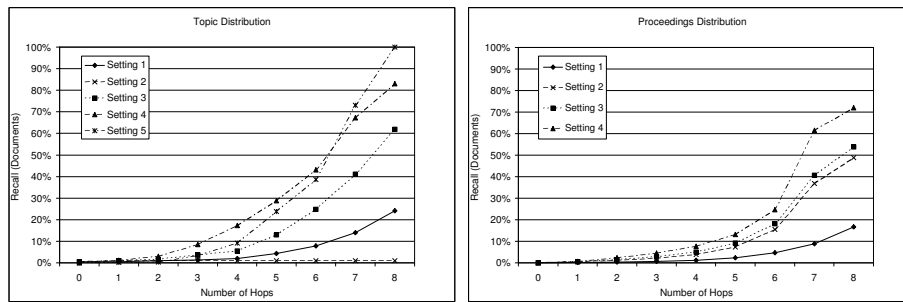 Topic Distribution
100%
90%
80%
70%
60%
50%
40%
30%
20%
10%
0%
Recall (Documents)
Setting 1
Setting 2
Setting 3
Setting 4
Setting 5
0 1 2 3 4 5 6 7 8
Number of Hops
Proceedings Distribution
100%
90%
80%
70%
60%
50%
40%
30%
20%
10%
0%
Recall (Documents)
Setting 1
Setting 2
Setting 3
Setting 4
0 1 2 3 4 5 6 7 8
Number of Hops